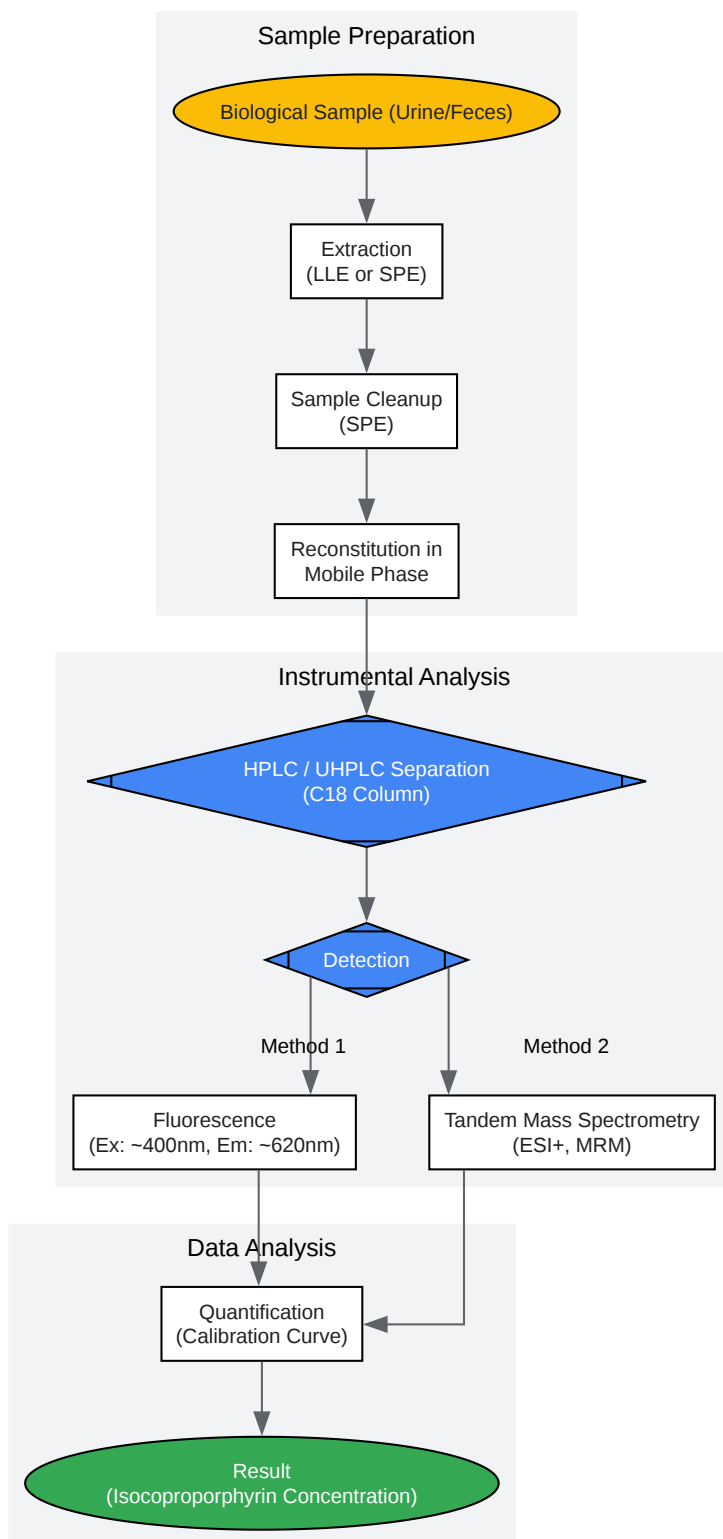 Sample Preparation
Biological Sample (Urine/Feces)
Extraction
(LLE or SPE)
Sample Cleanup
(SPE)
Reconstitution in
Mobile Phase
Instrumental Analysis
HPLC / UHPLC Separation
(C18 Column)
Detection
Method 1
Method 2
Fluorescence
(Ex: ~400nm, Em: ~620nm)
Tandem Mass Spectrometry
(ESI+, MRM)
Data Analysis
Quantification
(Calibration Curve)
Result
(Isocoproporphyrin Concentration)